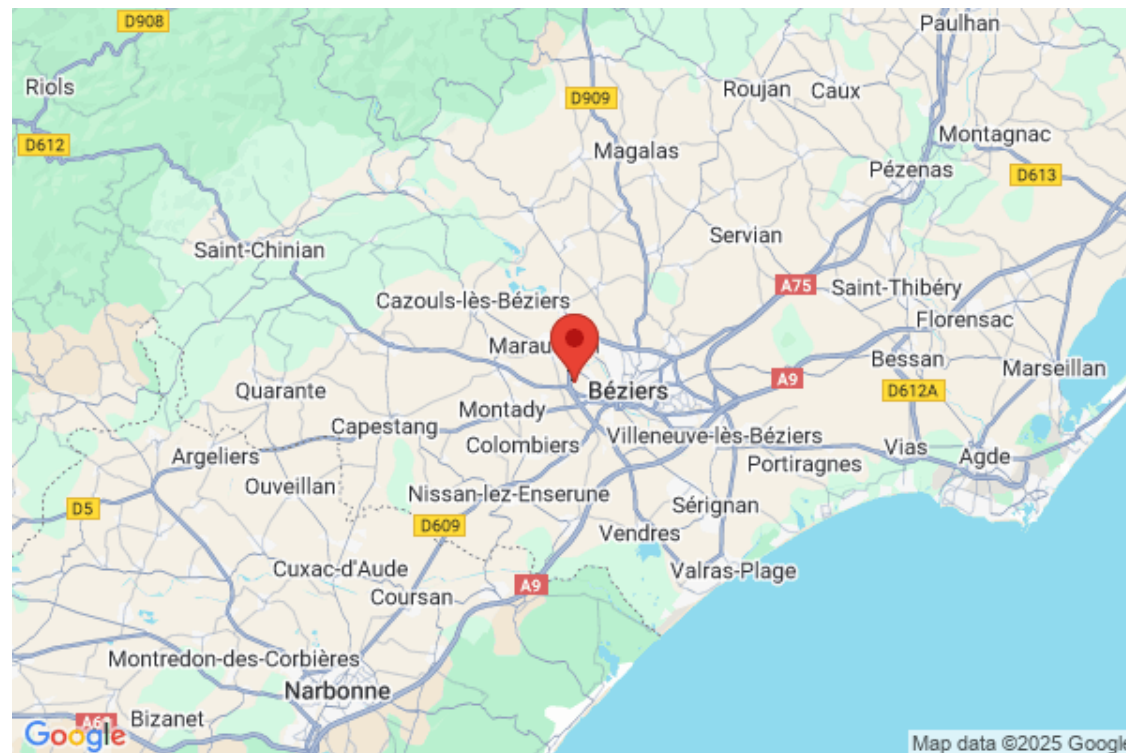 D908
Paulhan
Riols
Roujan
Caux
D909
D612
Montagnac
Magalas
Pézenas
D613
Servian
Saint-Chinian
A75
Saint-Thibéry
Cazouls-lès-Béziers
Florensac
Marau
Bessan
Marseillan
A9
Quarante
Béziers
D612A
Montady
Capestang
Villeneuve-lès-Béziers
Colombiers
Vias
Argeliers
Portiragnes
Agde
Ouveillan
Nissan-lez-Enserune
Sérignan
D5
D609
Vendres
Cuxac-d'Aude
Valras-Plage
A9
Coursan
Montredon-des-Corbières
Narbonne
Bizanet
Google
Map data ©2025 Google